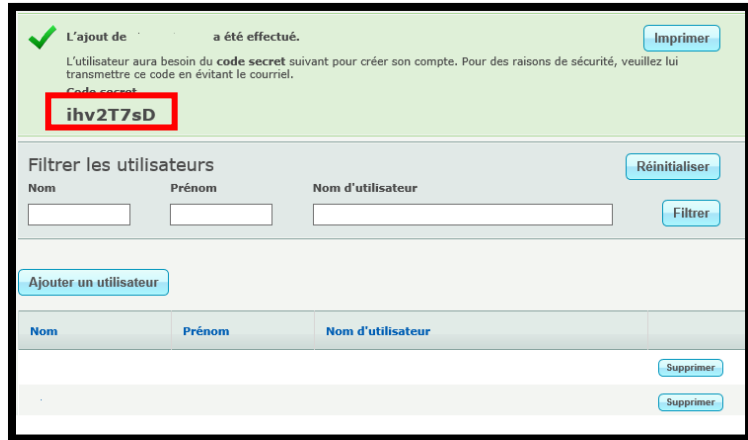 L'ajout de a été effectué.
Imprimer
L'utilisateur aura besoin du code secret suivant pour créer son compte. Pour des raisons de sécurité, veuillez lui
transmettre ce code en évitant le courriel.
Code secret
ihv2T7sD
Filtrer les utilisateurs
Réinitialiser
Nom Prénom Nom d'utilisateur
Filtrer
Ajouter un utilisateur
Nom Prénom Nom d'utilisateur
Supprimer
Supprimer